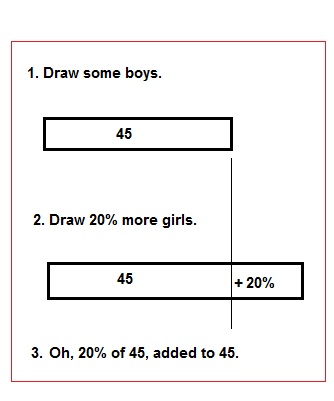 1. Draw some boys.
45
2. Draw 20% more girls.
45 + 20%
3. Oh, 20% of 45, added to 45.